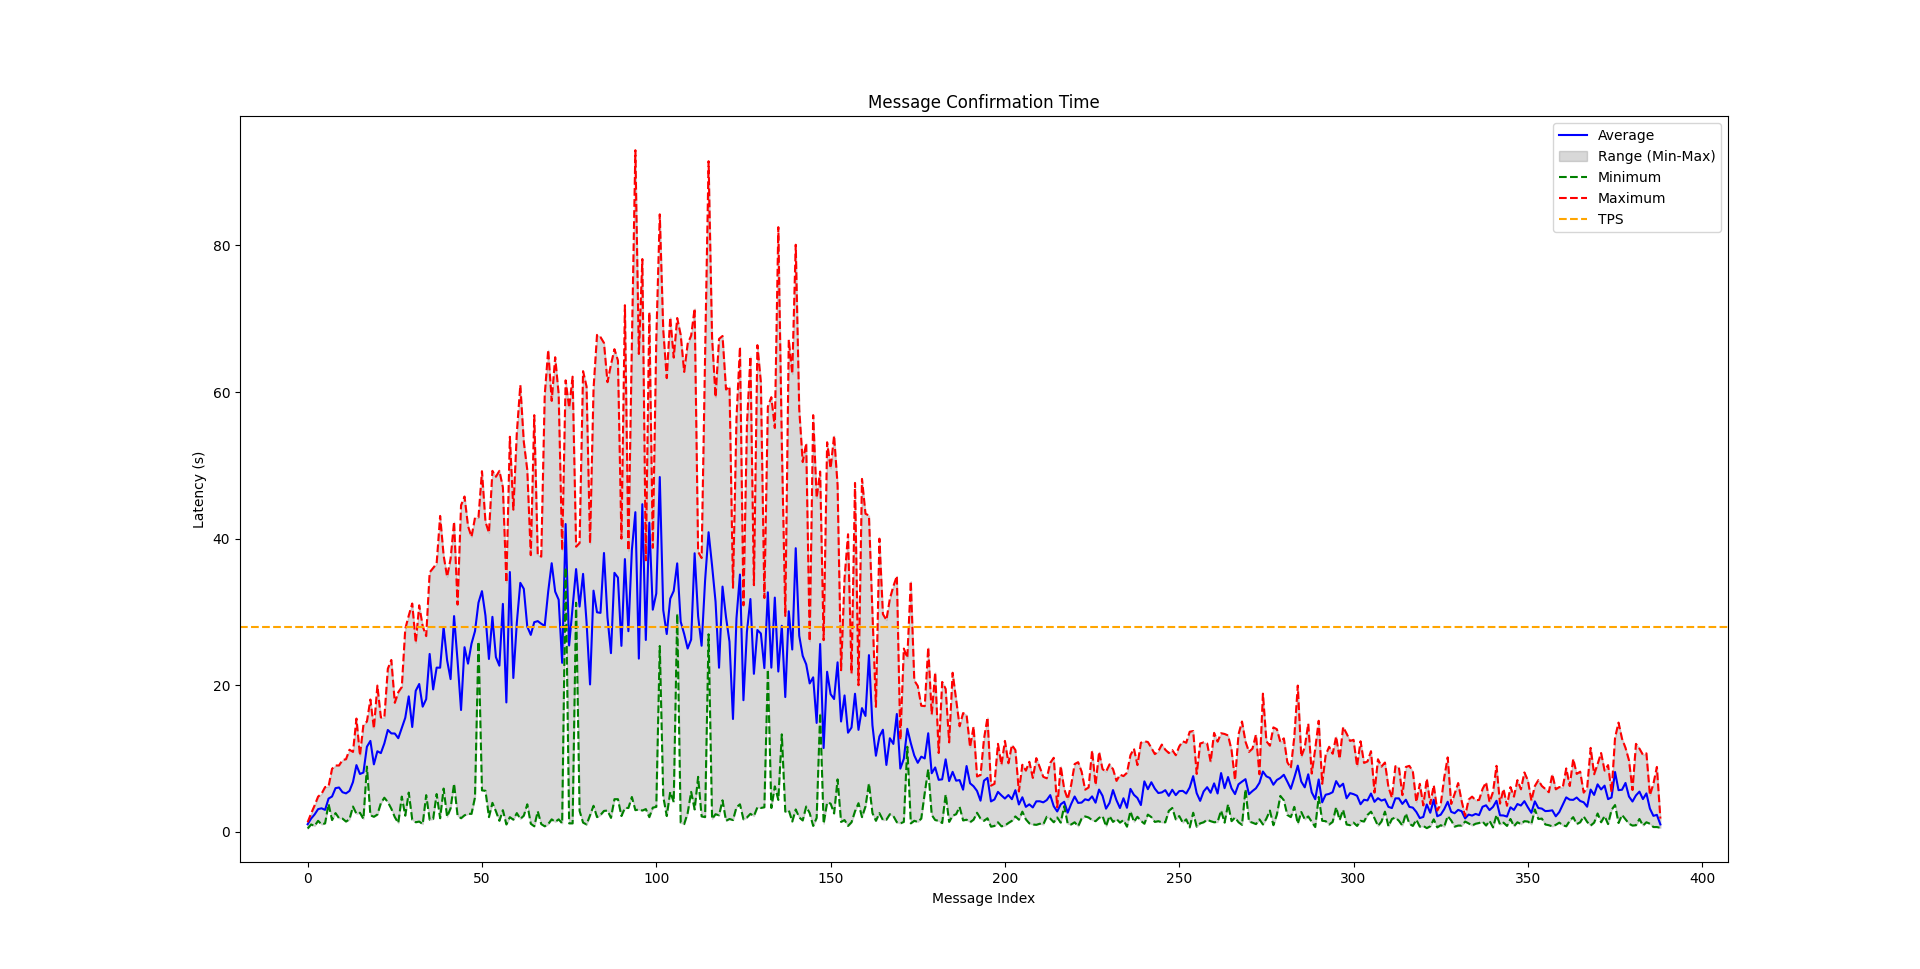 Message Confirmation Time
Average
Range (Min-Max)
Minimum
Maximum
TPS
Latency (s)
80
60
40
20
0
0 50 100 150 200 250 300 350 400
Message Index